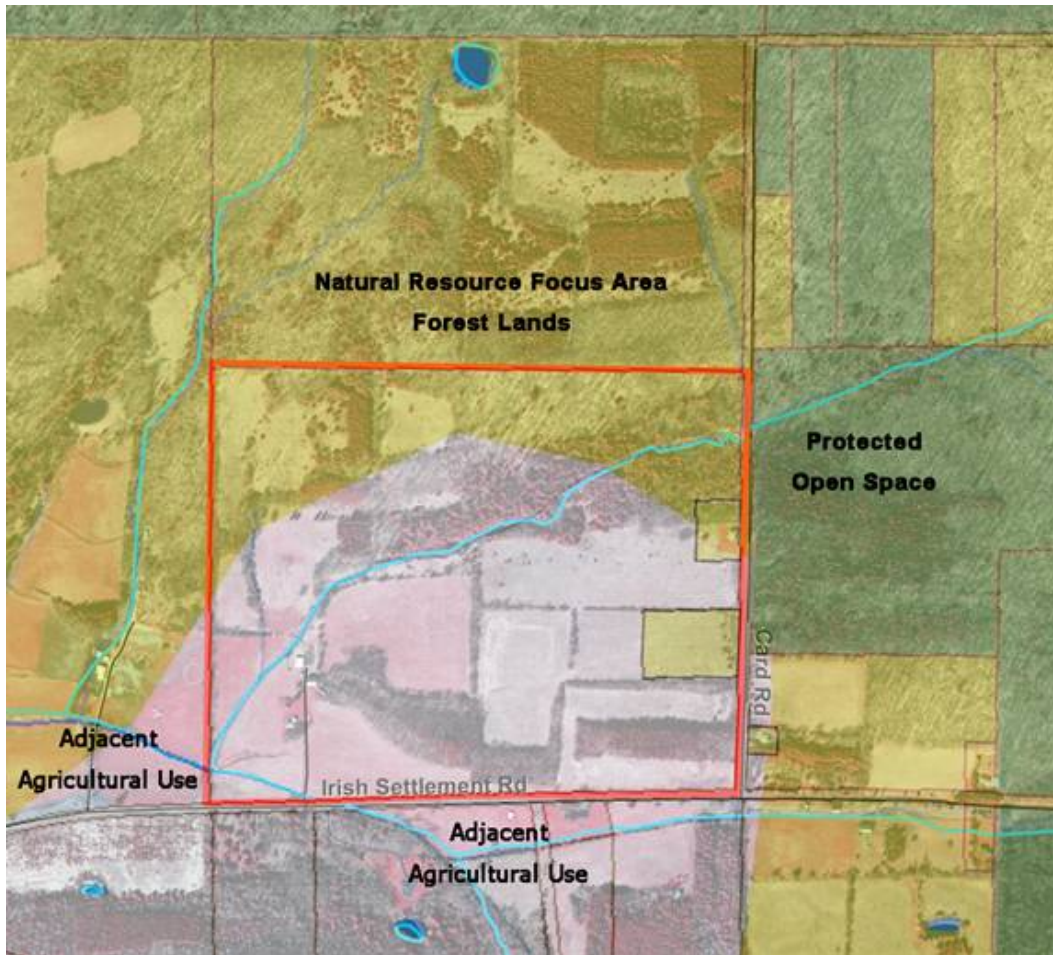 Natural Resource Focus Area
Forest Lands
Protected
Open Space
Card Rd
Adjacent
Agricultural Use
Irish Settlement Rd
Adjacent
Agricultural Use